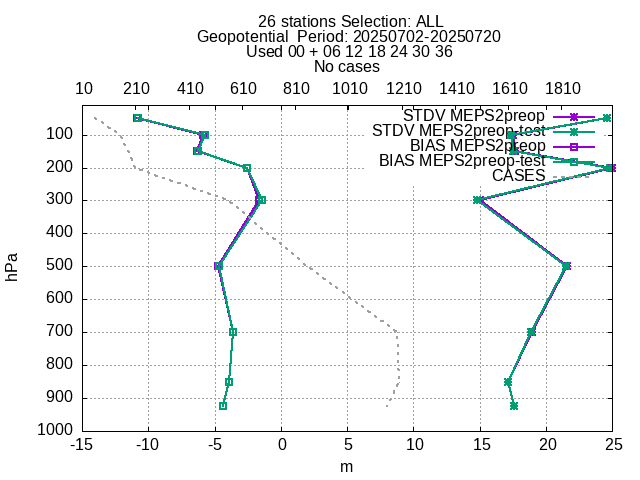 26 stations Selection: ALL
Geopotential  Period: 20250702-20250720
Used 00 + 06 12 18 24 30 36
No cases
10 210 410 610 810 1010 1210 1410 1610 1810
STDV MEPS2preop
STDV MEPS2preop-test
BIAS MEPS2preop
BIAS MEPS2preop-test
CASES
100
200
300
400
500
600
700
800
900
1000
hPa
-15 -10 -5 0 5 10 15 20 25
m